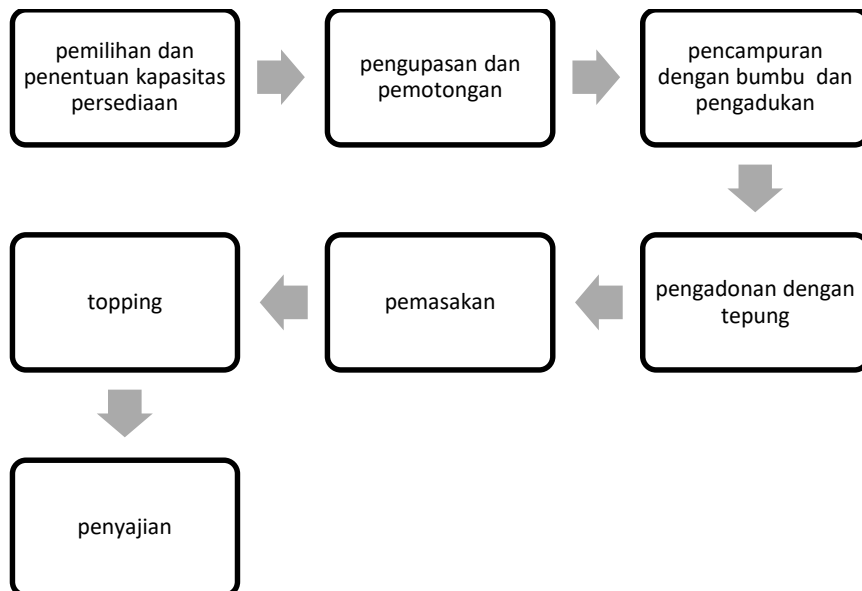 pemilihan dan
penentuan kapasitas
persediaan
pengupasan dan
pemotongan
pencampuran
dengan bumbu dan
pengadukan
pengadonan dengan
tepung
pemasakan
topping
penyajian